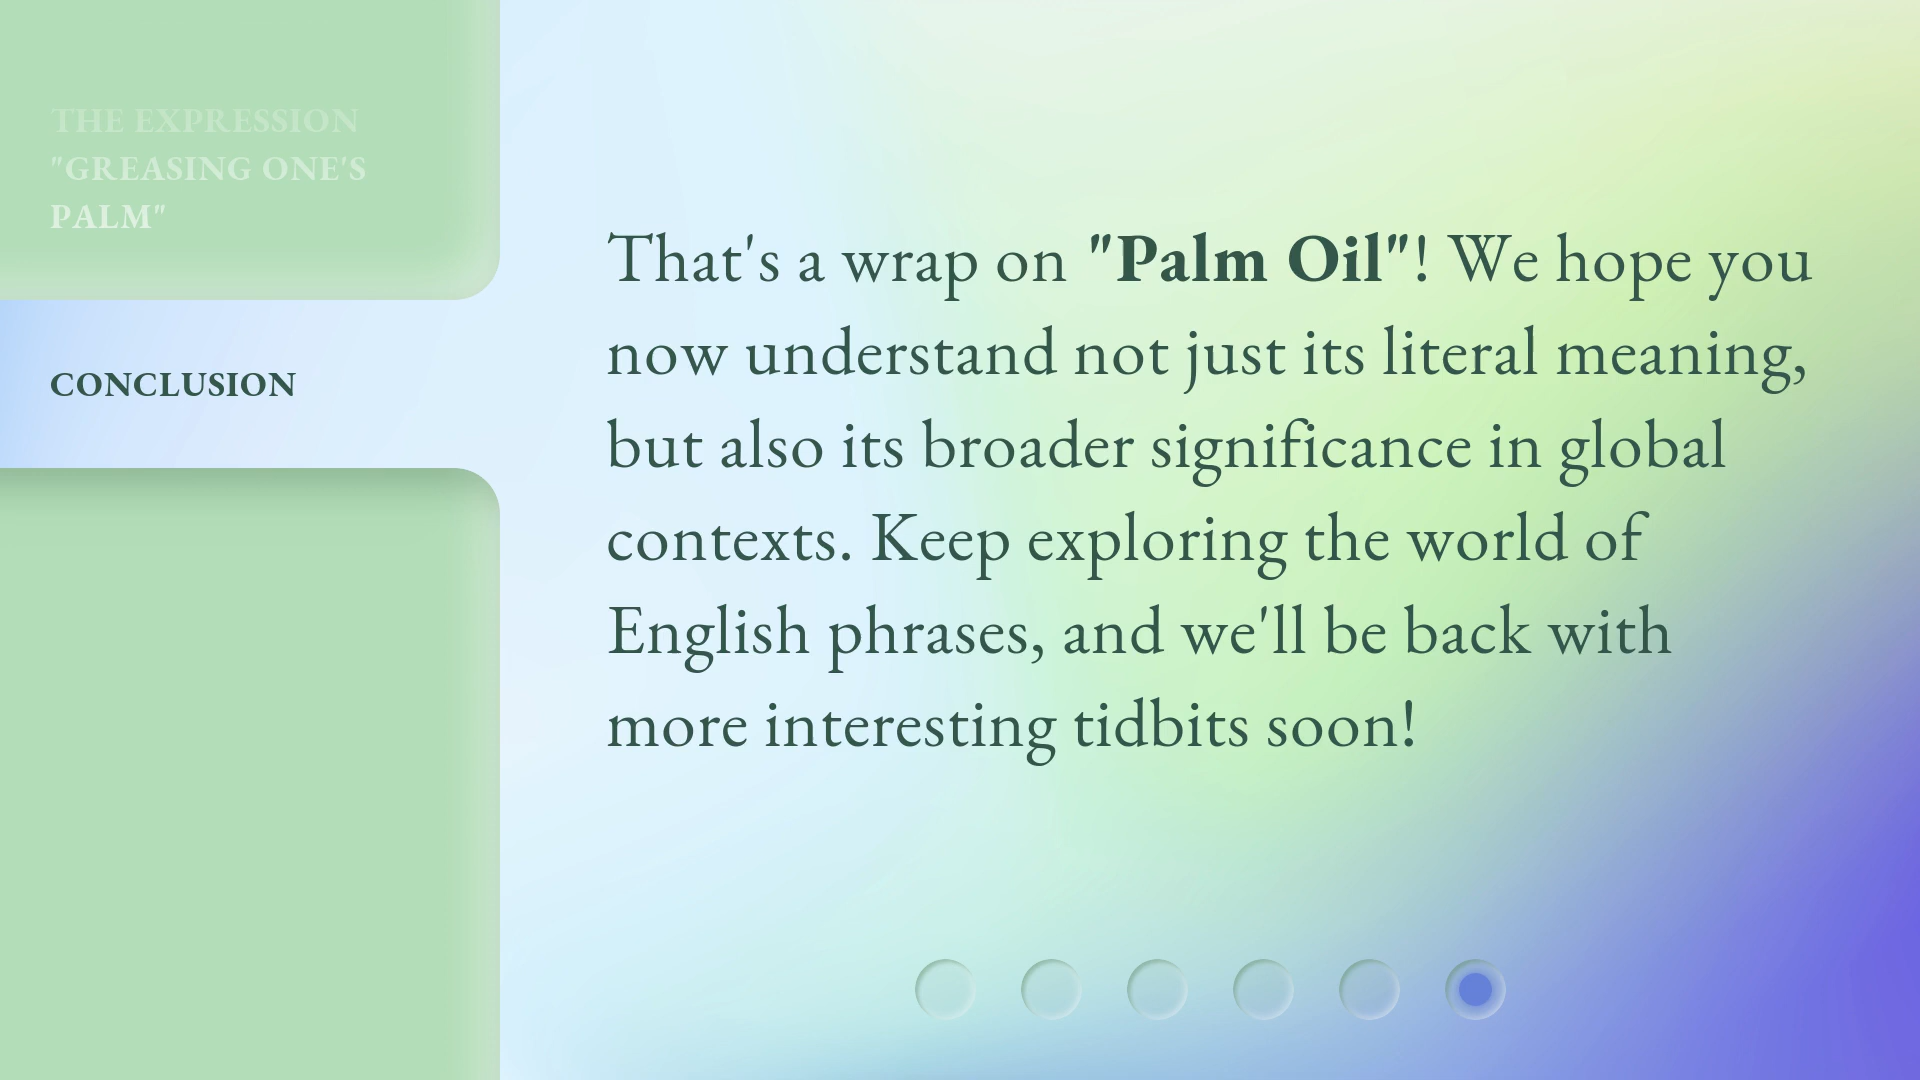 THE EXPRESSION
"GREASING ONE'S
PALM"
CONCLUSION
That's a wrap on "Palm Oil"! We hope you
now understand not just its literal meaning,
but also its broader significance in global
contexts. Keep exploring the world of
English phrases, and we'll be back with
more interesting tidbits soon!